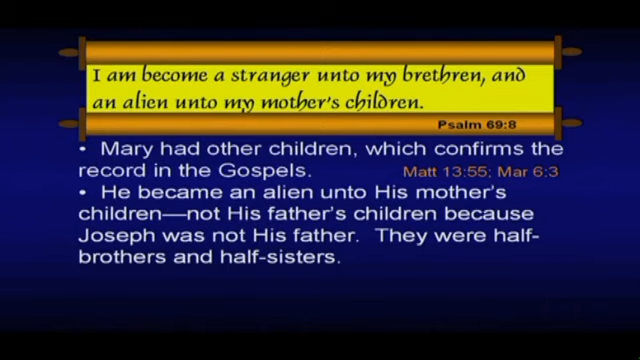 I am become a stranger unto my brethren, and
an alien unto my mother's children.
Psalm 69:8
• Mary had other children, which confirms the
record in the Gospels. Matt 13:55; Mar 6:3
• He became an alien unto His mother's
children—not His father's children because
Joseph was not His father. They were half-
brothers and half-sisters.